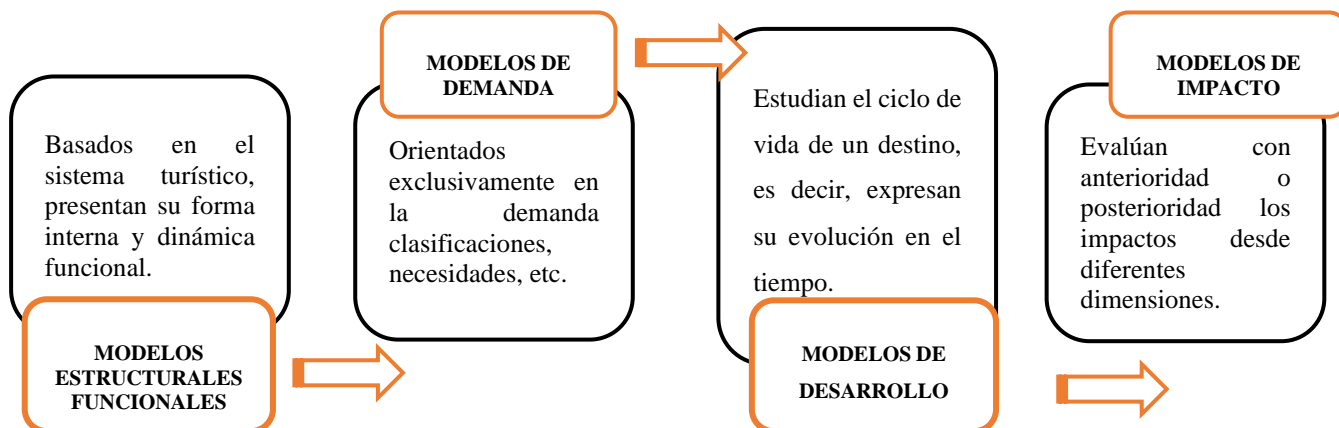 Basados en el
sistema turístico,
presentan su forma
interna y dinámica
funcional.
MODELOS
ESTRUCTURALES
FUNCIONALES
MODELOS DE
DEMANDA
Orientados
exclusivamente en
la demanda
clasificaciones,
necesidades, etc.
Estudian el ciclo de
vida de un destino,
es decir, expresan
su evolución en el
tiempo.
MODELOS DE
DESARROLLO
MODELOS DE
IMPACTO
Evalúan con
anterioridad o
posterioridad los
impactos desde
diferentes
dimensiones.